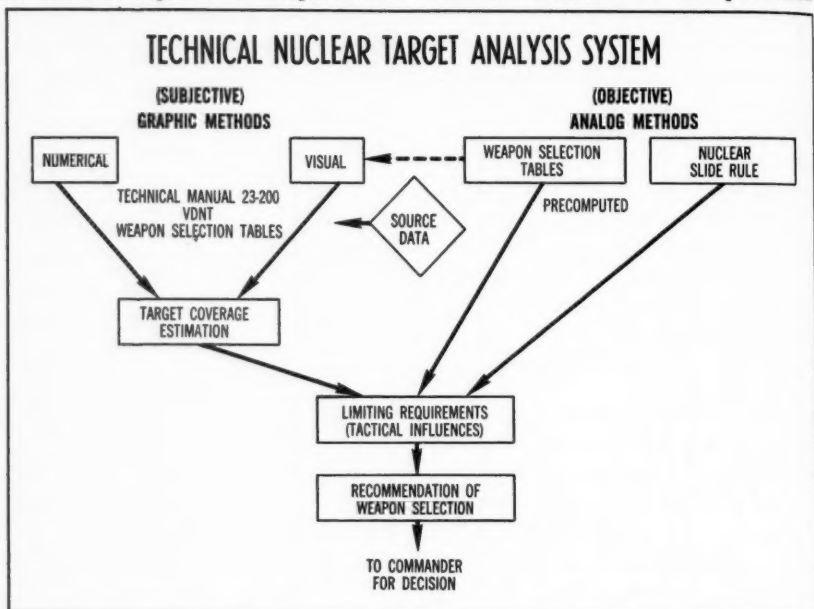 TECHNICAL NUCLEAR TARGET ANALYSIS SYSTEM
(SUBJECTIVE)
GRAPHIC METHODS
(OBJECTIVE)
ANALOG METHODS
NUMERICAL
VISUAL
WEAPON SELECTION
TABLES
NUCLEAR
SLIDE RULE
TECHNICAL MANUAL 23-200
VDNT
WEAPON SELECTION TABLES
SOURCE
DATA
PRECOMPUTED
TARGET COVERAGE
ESTIMATION
LIMITING REQUIREMENTS
(TACTICAL INFLUENCES)
RECOMMENDATION OF
WEAPON SELECTION
TO COMMANDER
FOR DECISION